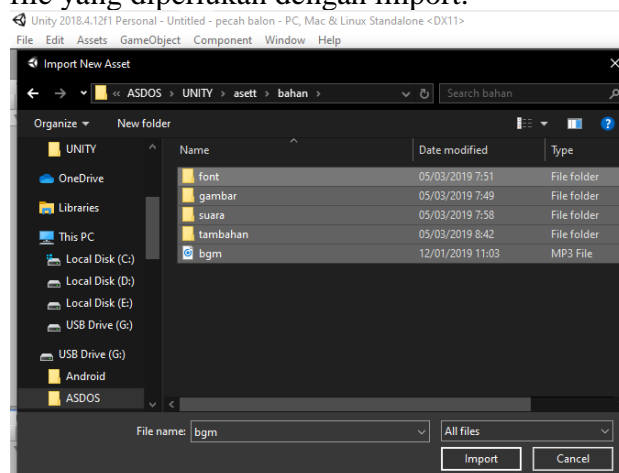 file yang diperlukan dengan import.
Unity 2018.4.12f1 Personal - Untitled - pecah balon - PC, Mac & Linux Standalone <DX11>
File Edit Assets GameObject Component Window Help
Import New Asset
« ASDOS › UNITY › asett › bahan ›
Search bahan
Organize
New folder
UNITY
OneDrive
Libraries
This PC
Local Disk (C:)
Local Disk (D:)
Local Disk (E:)
USB Drive (G:)
USB Drive (G:)
Android
ASDOS
Name Date modified Type
font 05/03/2019 7:51 File folder
gambar 05/03/2019 7:49 File folder
suara 05/03/2019 7:58 File folder
tambahan 05/03/2019 8:42 File folder
bgm 12/01/2019 11:03 MP3 File
File name: bgm
All files
Import
Cancel